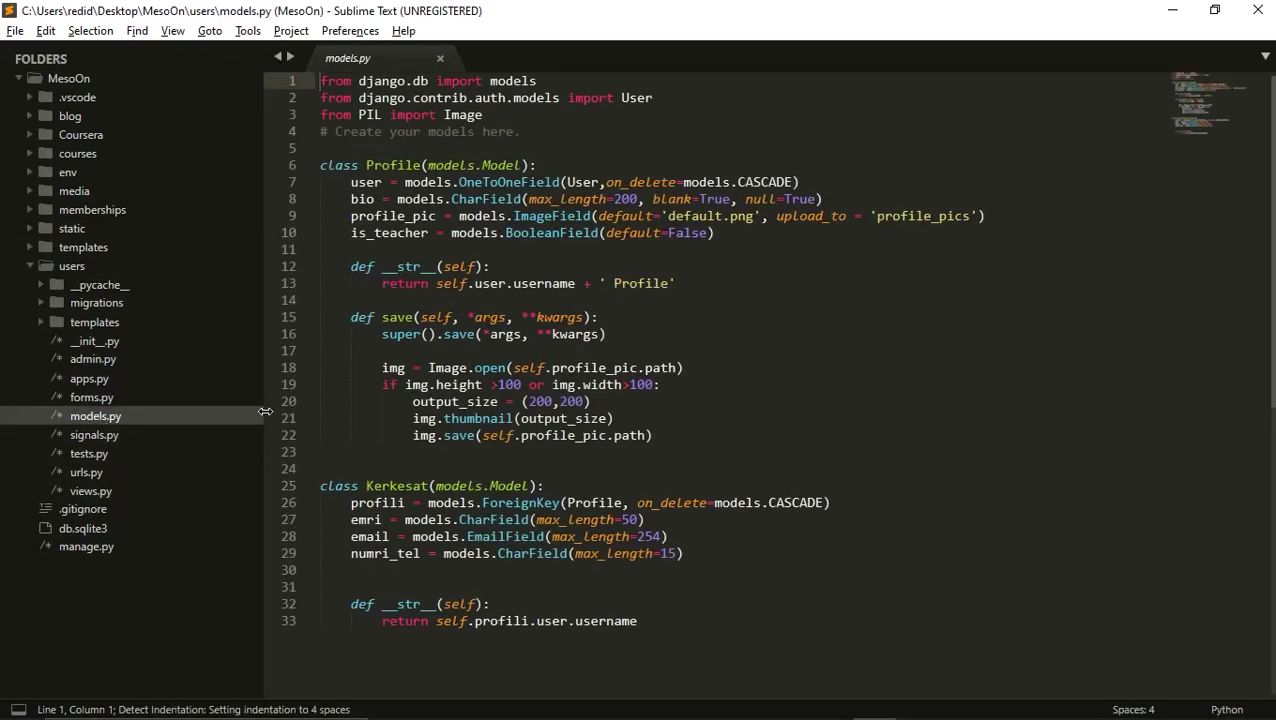 C:\Users\redid\Desktop\MesoOn\users\models.py (MesoOn) - Sublime Text (UNREGISTERED)
File Edit Selection Find View Goto Tools Project Preferences Help
FOLDERS
MesoOn
.vscode
blog
Coursera
courses
env
media
memberships
static
templates
users
__pycache__
migrations
templates
/* __init__.py
/* admin.py
/* apps.py
/* forms.py
/* models.py
/* signals.py
/* tests.py
/* urls.py
/* views.py
.gitignore
db.sqlite3
/* manage.py
models.py
1 from django.db import models
2 from django.contrib.auth.models import User
3 from PIL import Image
4 # Create your models here.
5
6 class Profile(models.Model):
7     user = models.OneToOneField(User,on_delete=models.CASCADE)
8     bio = models.CharField(max_length=200, blank=True, null=True)
9     profile_pic = models.ImageField(default='default.png', upload_to = 'profile_pics')
10     is_teacher = models.BooleanField(default=False)
11
12     def __str__(self):
13         return self.user.username + ' Profile'
14
15     def save(self, *args, **kwargs):
16         super().save(*args, **kwargs)
17
18         img = Image.open(self.profile_pic.path)
19         if img.height >100 or img.width>100:
20             output_size = (200,200)
21             img.thumbnail(output_size)
22             img.save(self.profile_pic.path)
23
24
25 class Kerkesat(models.Model):
26     profili = models.ForeignKey(Profile, on_delete=models.CASCADE)
27     emri = models.CharField(max_length=50)
28     email = models.EmailField(max_length=254)
29     numri_tel = models.CharField(max_length=15)
30
31
32     def __str__(self):
33         return self.profili.user.username
Line 1, Column 1; Detect Indentation: Setting indentation to 4 spaces
Spaces: 4
Python